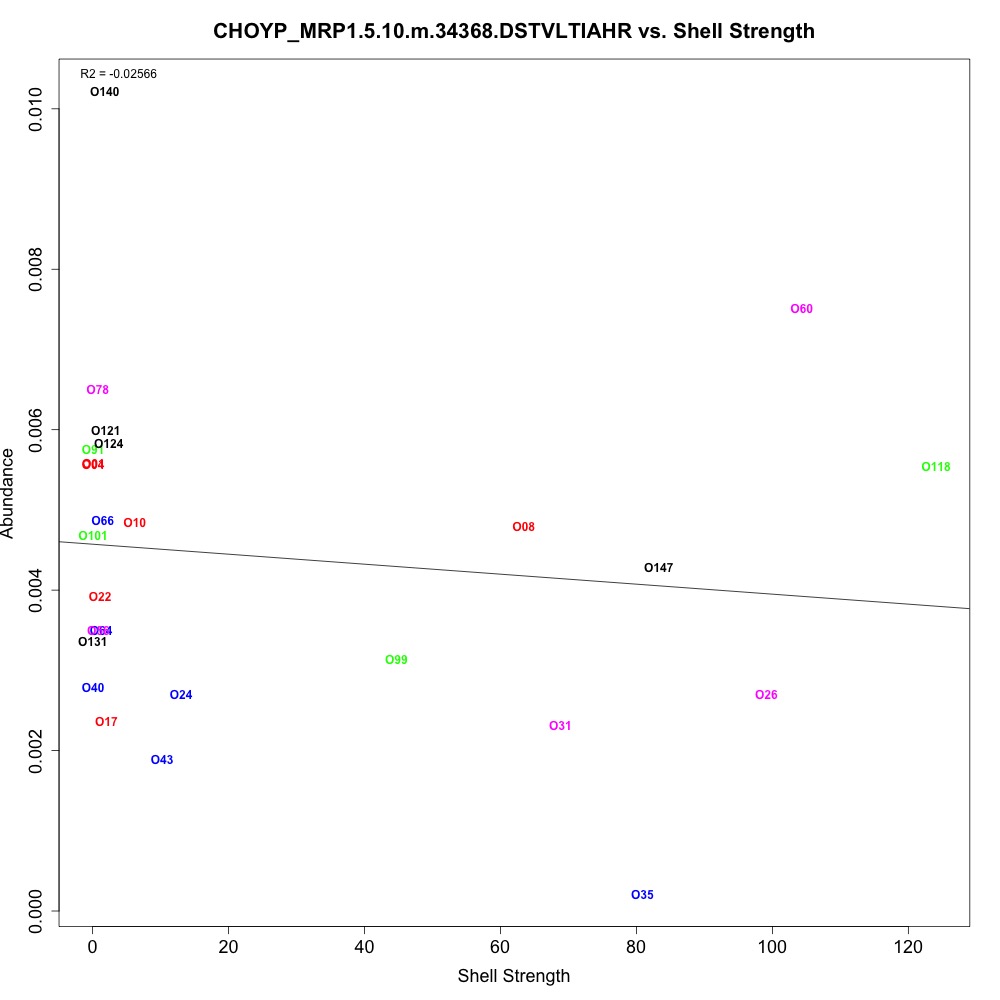 CHOYP_MRP1.5.10.m.34368.DSTVLTIAHR vs. Shell Strength
R2 = -0.02566
O140
0.010
0.008
O60
O78
0.006
O121
O124
O91
O04
O118
O66
O10
O08
O101
Abundance
O147
0.004
O22
O64
O131
O99
O40
O24
O26
O17
O31
0.002
O43
O35
0.000
0 20 40 60 80 100 120
Shell Strength